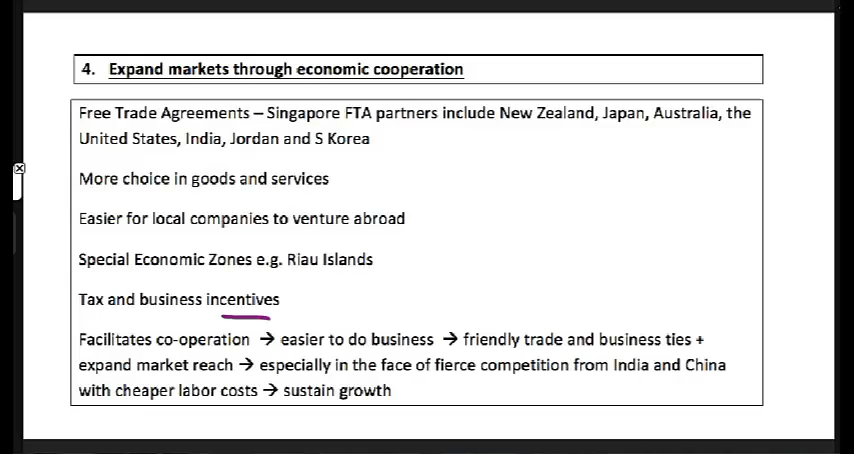 4. Expand markets through economic cooperation
Free Trade Agreements – Singapore FTA partners include New Zealand, Japan, Australia, the
United States, India, Jordan and S Korea
More choice in goods and services
Easier for local companies to venture abroad
Special Economic Zones e.g. Riau Islands
Tax and business incentives
Facilitates co-operation → easier to do business → friendly trade and business ties +
expand market reach → especially in the face of fierce competition from India and China
with cheaper labor costs → sustain growth